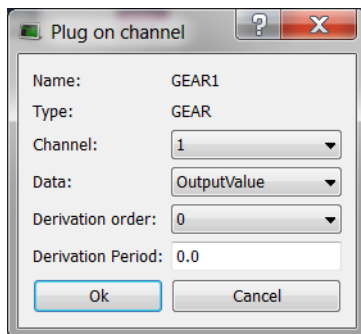 Plug on channel
Name: GEAR1
Type: GEAR
Channel: 1
Data: OutputValue
Derivation order: 0
Derivation Period: 0.0
Ok Cancel